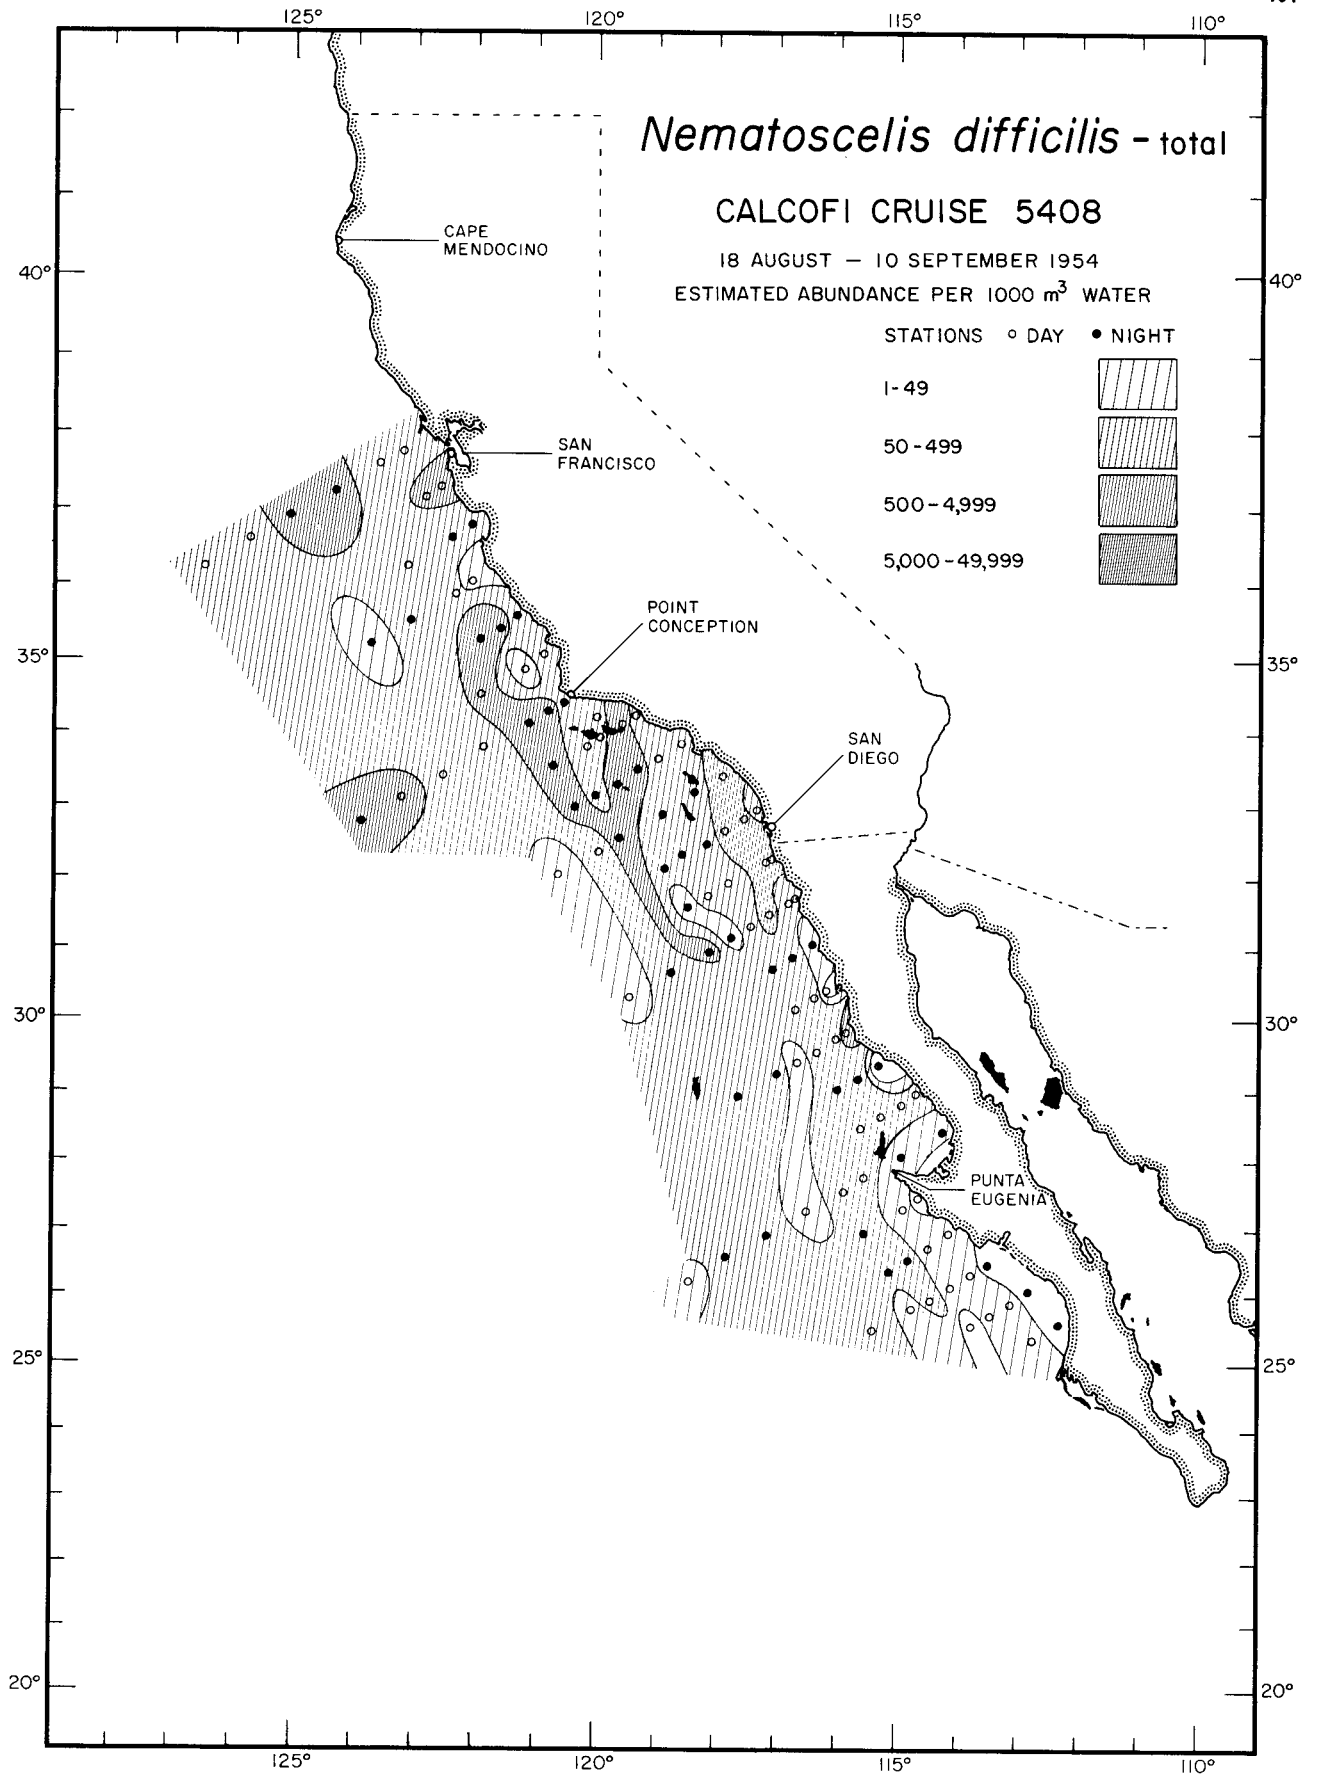 125°
120°
115°
110°
Nematoscelis difficilis - total
CALCOFI CRUISE 5408
18 AUGUST — 10 SEPTEMBER 1954
ESTIMATED ABUNDANCE PER 1000 m³ WATER
STATIONS ○ DAY ● NIGHT
1-49
50-499
500-4,999
5,000-49,999
CAPE
MENDOCINO
40°
40°
SAN
FRANCISCO
POINT
CONCEPTION
35°
35°
SAN
DIEGO
30°
30°
PUNTA
EUGENIA
25°
25°
20°
20°
125°
120°
115°
110°